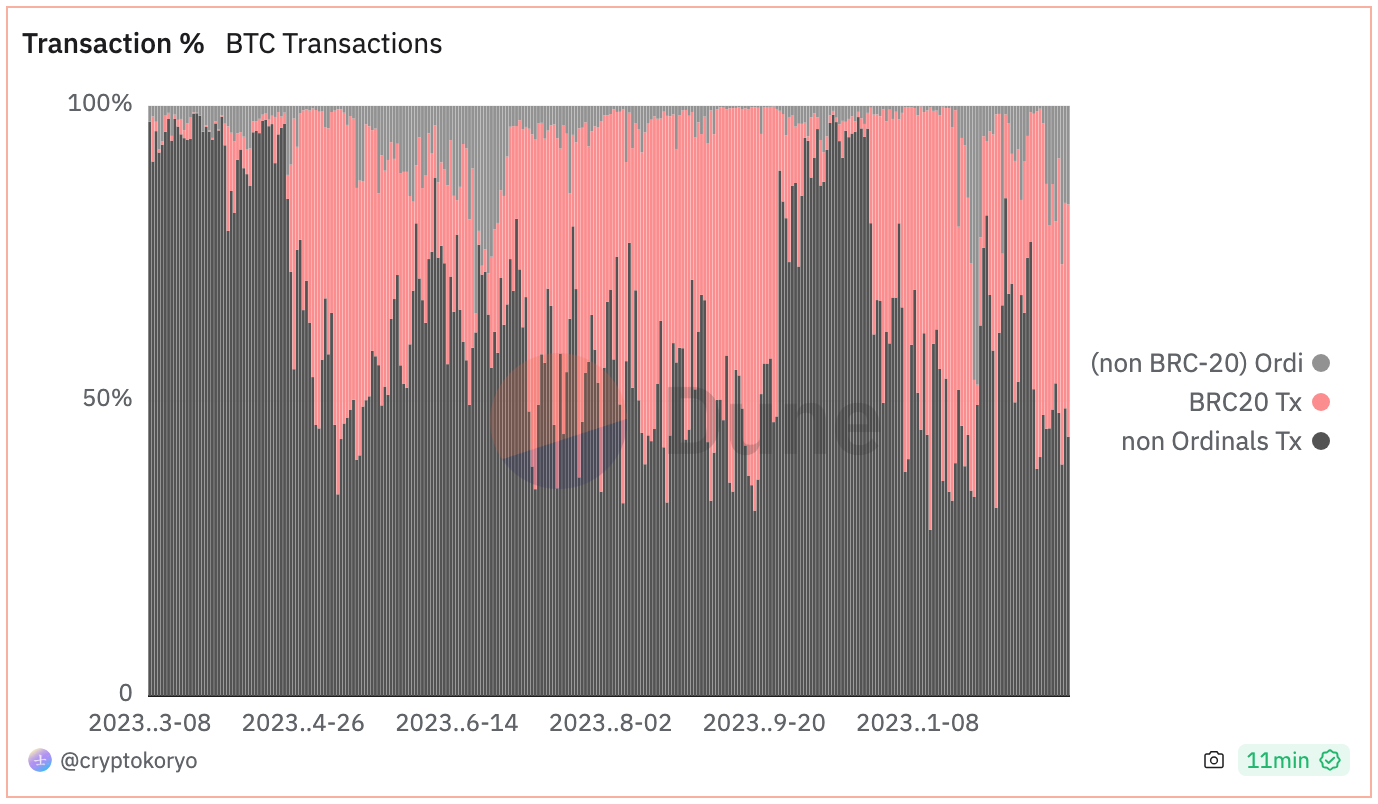 Transaction % BTC Transactions
100%
50%
0
2023..3-08 2023..4-26 2023..6-14 2023..8-02 2023..9-20 2023..1-08
(non BRC-20) Ordi
BRC20 Tx
non Ordinals Tx
Dune
@cryptokoryo
11min